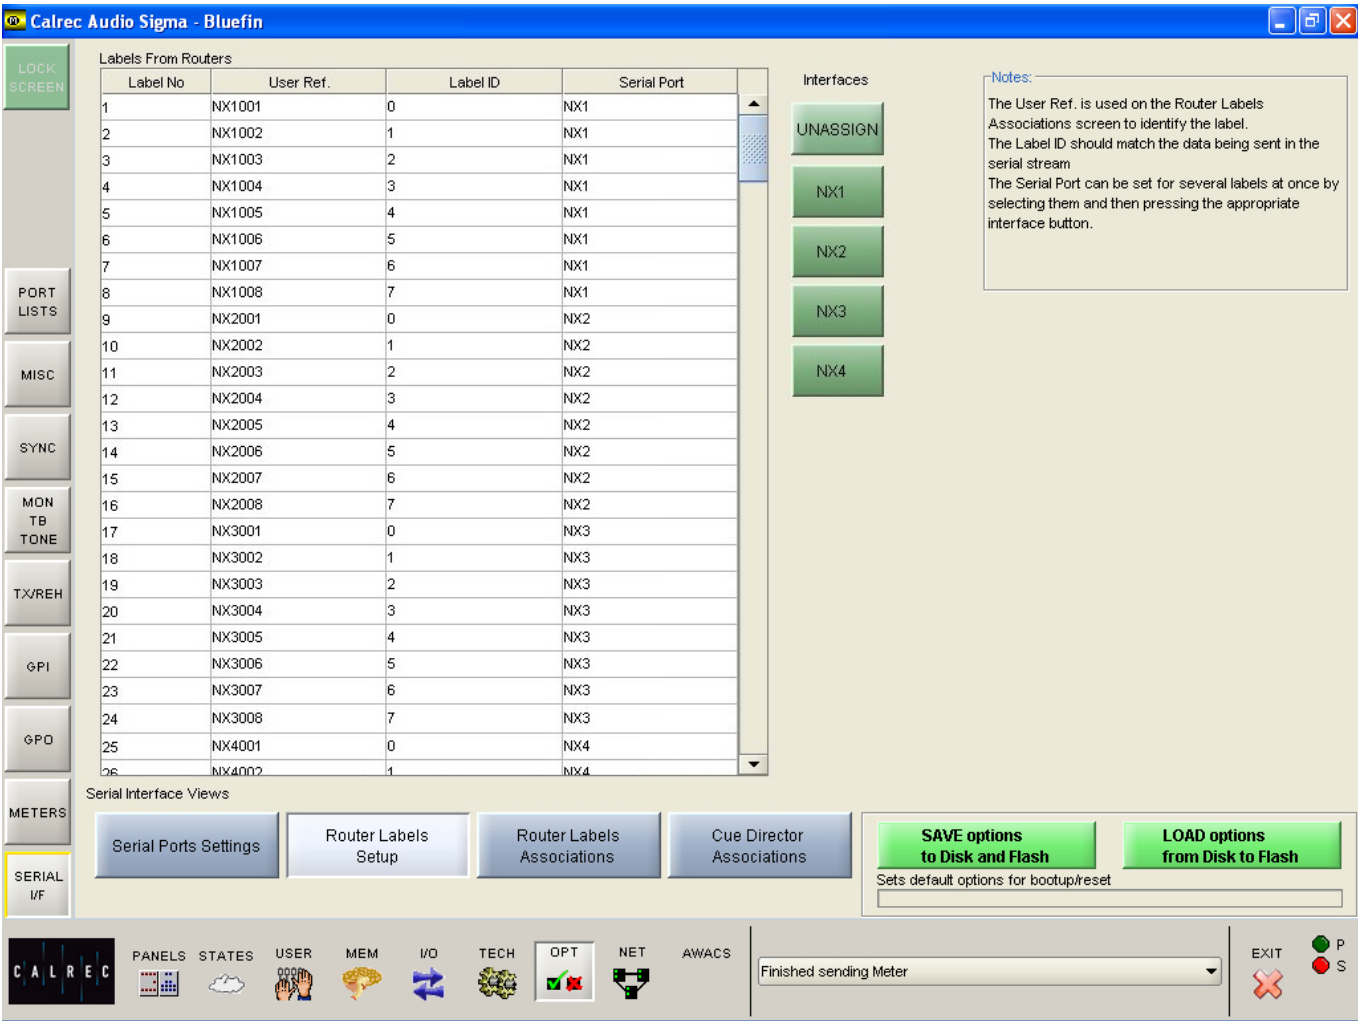 Calrec Audio Sigma - Bluefin
LOCK
SCREEN
PORT
LISTS
MISC
SYNC
MON
TB
TONE
TX/REH
GPI
GPO
METERS
SERIAL
I/F
Labels From Routers
Label No User Ref. Label ID Serial Port
1 NX1001 0 NX1
2 NX1002 1 NX1
3 NX1003 2 NX1
4 NX1004 3 NX1
5 NX1005 4 NX1
6 NX1006 5 NX1
7 NX1007 6 NX1
8 NX1008 7 NX1
9 NX2001 0 NX2
10 NX2002 1 NX2
11 NX2003 2 NX2
12 NX2004 3 NX2
13 NX2005 4 NX2
14 NX2006 5 NX2
15 NX2007 6 NX2
16 NX2008 7 NX2
17 NX3001 0 NX3
18 NX3002 1 NX3
19 NX3003 2 NX3
20 NX3004 3 NX3
21 NX3005 4 NX3
22 NX3006 5 NX3
23 NX3007 6 NX3
24 NX3008 7 NX3
25 NX4001 0 NX4
26 NX4002 1 NX4
Interfaces
UNASSIGN
NX1
NX2
NX3
NX4
Notes:
The User Ref. is used on the Router Labels
Associations screen to identify the label.
The Label ID should match the data being sent in the
serial stream
The Serial Port can be set for several labels at once by
selecting them and then pressing the appropriate
interface button.
Serial Interface Views
Serial Ports Settings
Router Labels
Setup
Router Labels
Associations
Cue Director
Associations
SAVE options
to Disk and Flash
LOAD options
from Disk to Flash
Sets default options for bootup/reset
CALREC
PANELS STATES USER MEM I/O TECH OPT NET AWACS
Finished sending Meter
EXIT
P
S